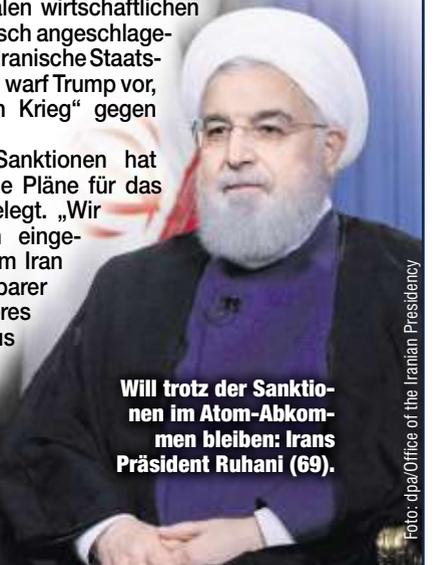 alen wirtschaftlichen
sch angeschlage-
ranische Staats-
warf Trump vor,
n Krieg“ gegen
Sanktionen hat
e Pläne für das
elegt. „Wir
einge-
m Iran
barer
res
us
Will trotz der Sanktio-
nen im Atom-Abkom-
men bleiben: Irans
Präsident Ruhani (69).
Foto: dpa/Office of the Iranian Presidency